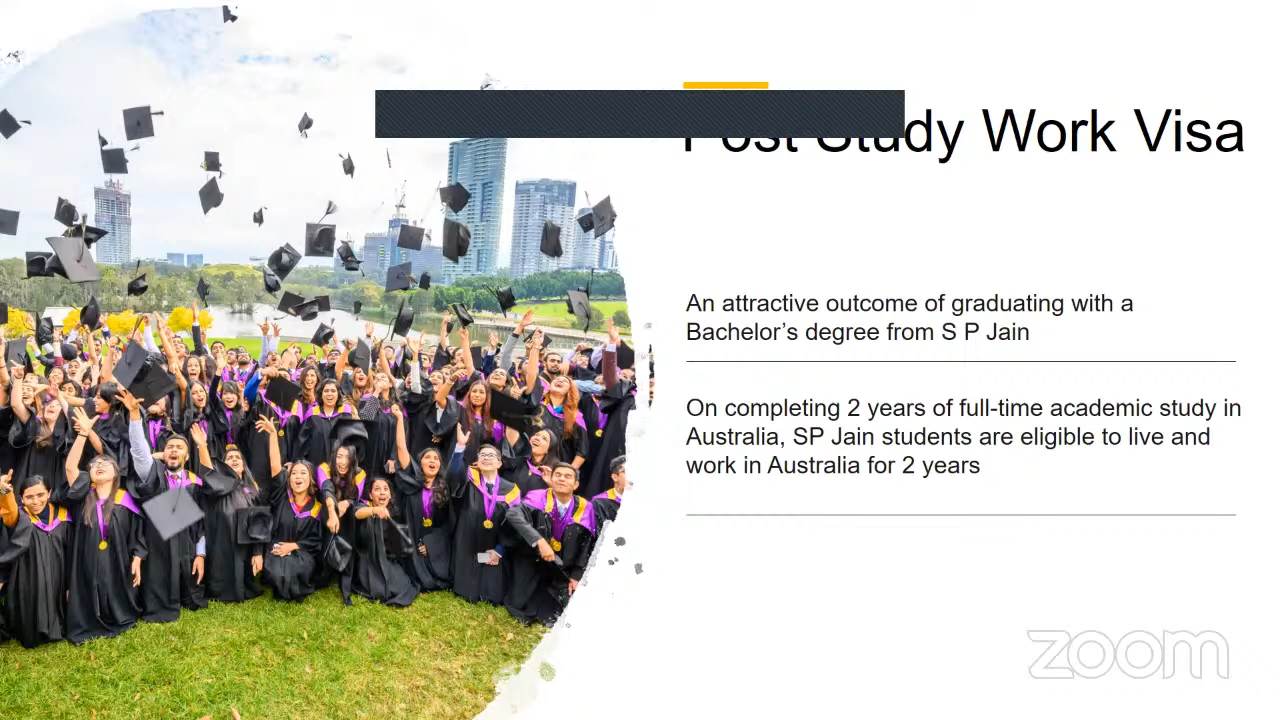 Post Study Work Visa
An attractive outcome of graduating with a
Bachelor’s degree from S P Jain
On completing 2 years of full-time academic study in
Australia, SP Jain students are eligible to live and
work in Australia for 2 years
zoom